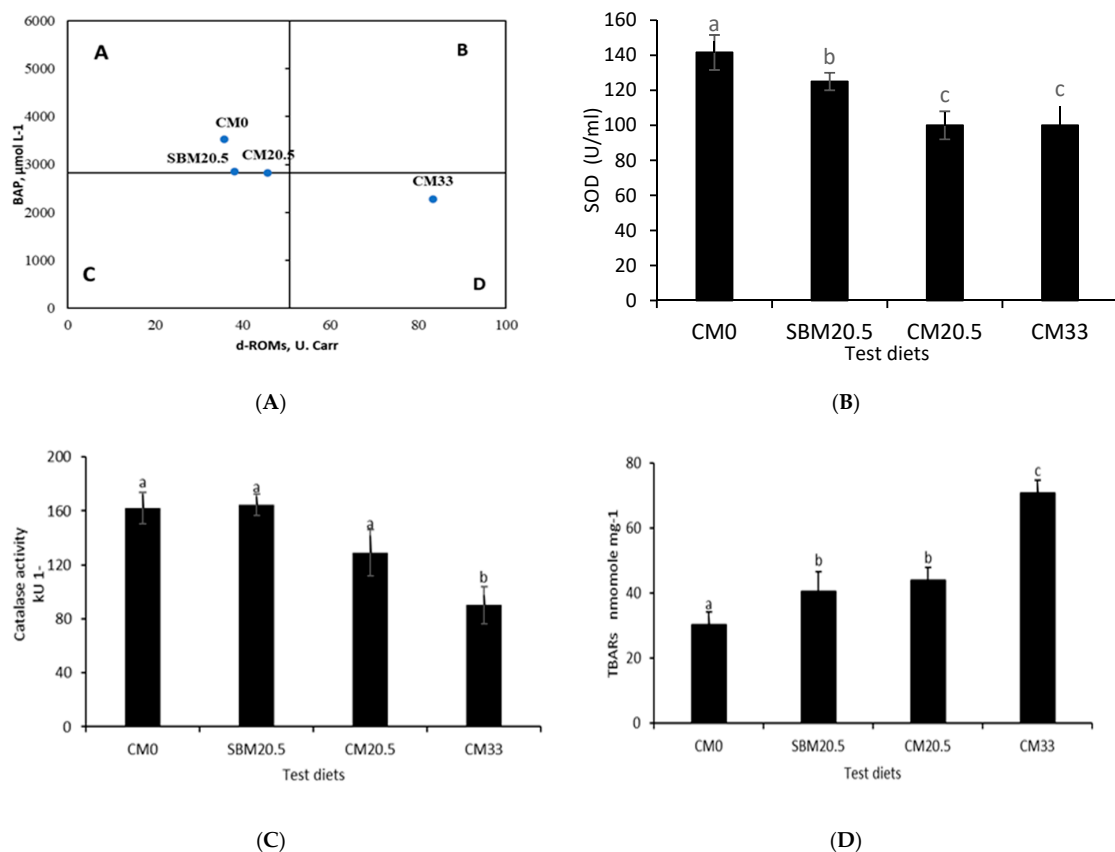 6000
5000
4000
3000
2000
1000
0
BAP, µmol L-1
A
B
C
D
CM0
SBM20.5
CM20.5
CM33
0 20 40 60 80 100
d-ROMs, U. Carr
(A)
160
140
120
100
80
60
40
20
0
SOD (U/ml)
a
b
c
c
CM0 SBM20.5 CM20.5 CM33
Test diets
(B)
200
160
120
80
40
0
Catalase activity
kU 1-
a
a
a
b
CM0 SBM20.5 CM20.5 CM33
Test diets
(C)
80
60
40
20
0
TBARs nmomole mg-1
a
b
b
c
CM0 SBM20.5 CM20.5 CM33
Test diets
(D)